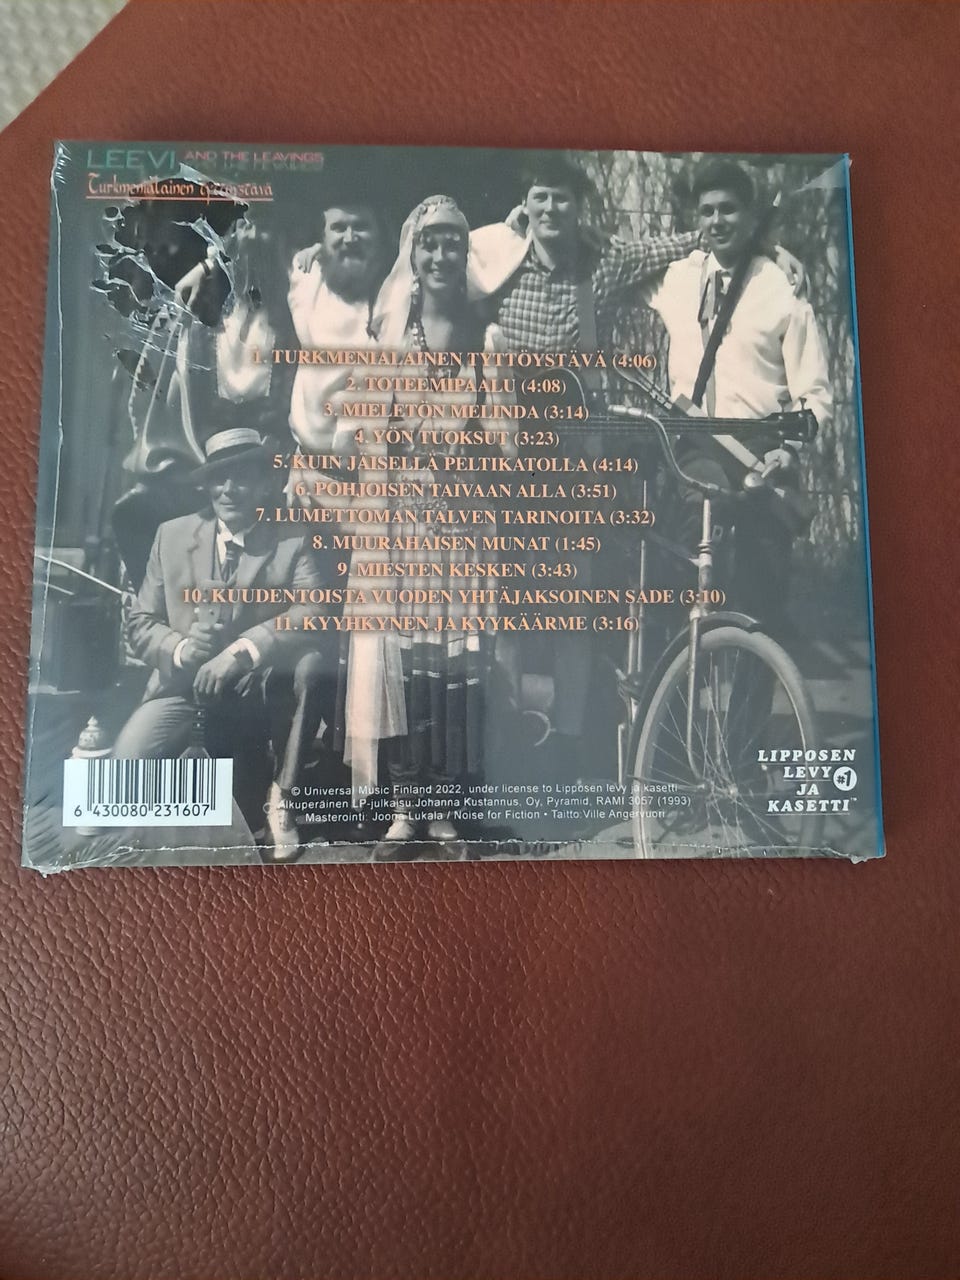 LEEVI AND THE LEAVINGS
Turkmenialainen tyttöystävä
1. TURKMENIALAINEN TYTTÖYSTÄVÄ (4:06)
2. TOTEEMIPAALU (4:08)
3. MIELETÖN MELINDA (3:14)
4. YÖN TUOKSUT (3:23)
5. KUIN JÄISELLÄ PELTIKATOLLA (4:14)
6. POHJOISEN TAIVAAN ALLA (3:51)
7. LUMETTOMAN TALVEN TARINOITA (3:32)
8. MUURAHAISEN MUNAT (1:45)
9. MIESTEN KESKEN (3:43)
10. KUUDENTOISTA VUODEN YHTÄJAKSOINEN SADE (3:10)
11. KYYHKYNEN JA KYYKÄÄRME (3:16)
6 430080 231607
© Universal Music Finland 2022, under license to Lipposen levy ja kasetti
Alkuperäinen LP-julkaisu: Johanna Kustannus, Oy, Pyramid, RAMI 3057 (1993)
Masterointi: Joona Lukala / Noise for Fiction • Taitto: Ville Angervuori
LIPPOSEN
LEVY #1
JA
KASETTI™